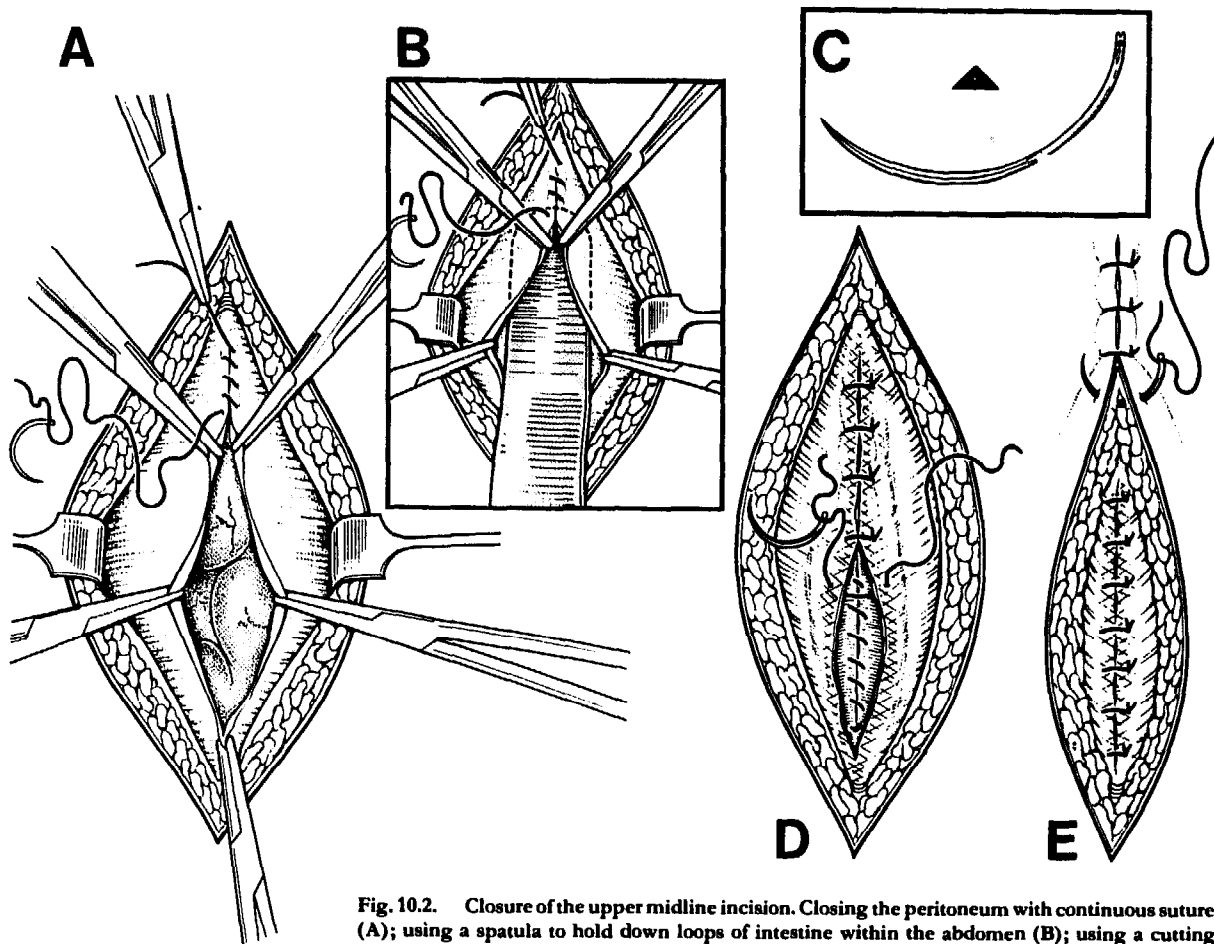 A
B
C
D
E
Fig. 10.2. Closure of the upper midline incision. Closing the peritoneum with continuous suture
(A); using a spatula to hold down loops of intestine within the abdomen (B); using a cutting